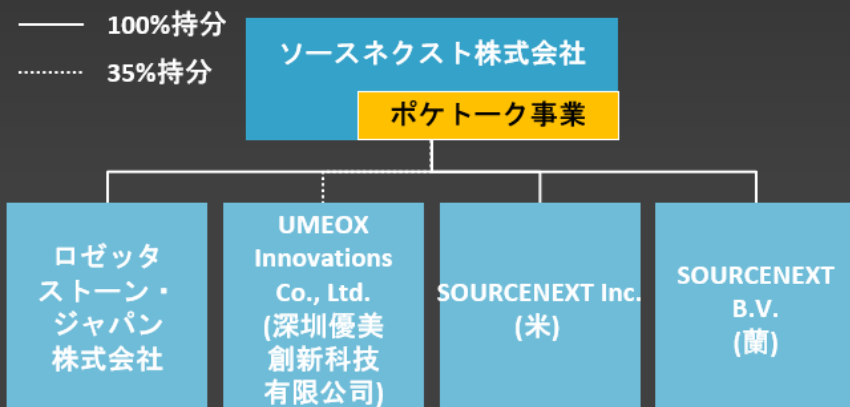 100%持分
35%持分
ソースネクスト株式会社
ポケトーク事業
ロゼッタ
ストーン・
ジャパン
株式会社
UMEOX
Innovations
Co., Ltd.
(深圳優美
創新科技
有限公司)
SOURCENEXT Inc.
(米)
SOURCENEXT
B.V.
(蘭)